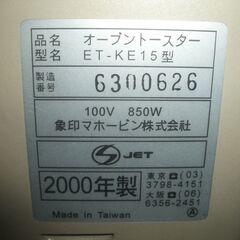 品名 オーブントースター
型名 ET-KE15型
製造番号 6300626
100V 850W
象印マホービン株式会社
S JET
2000年製
東京 (03)
3798-4151
大阪 (06)
6356-2451
Made in Taiwan
Ⓐ